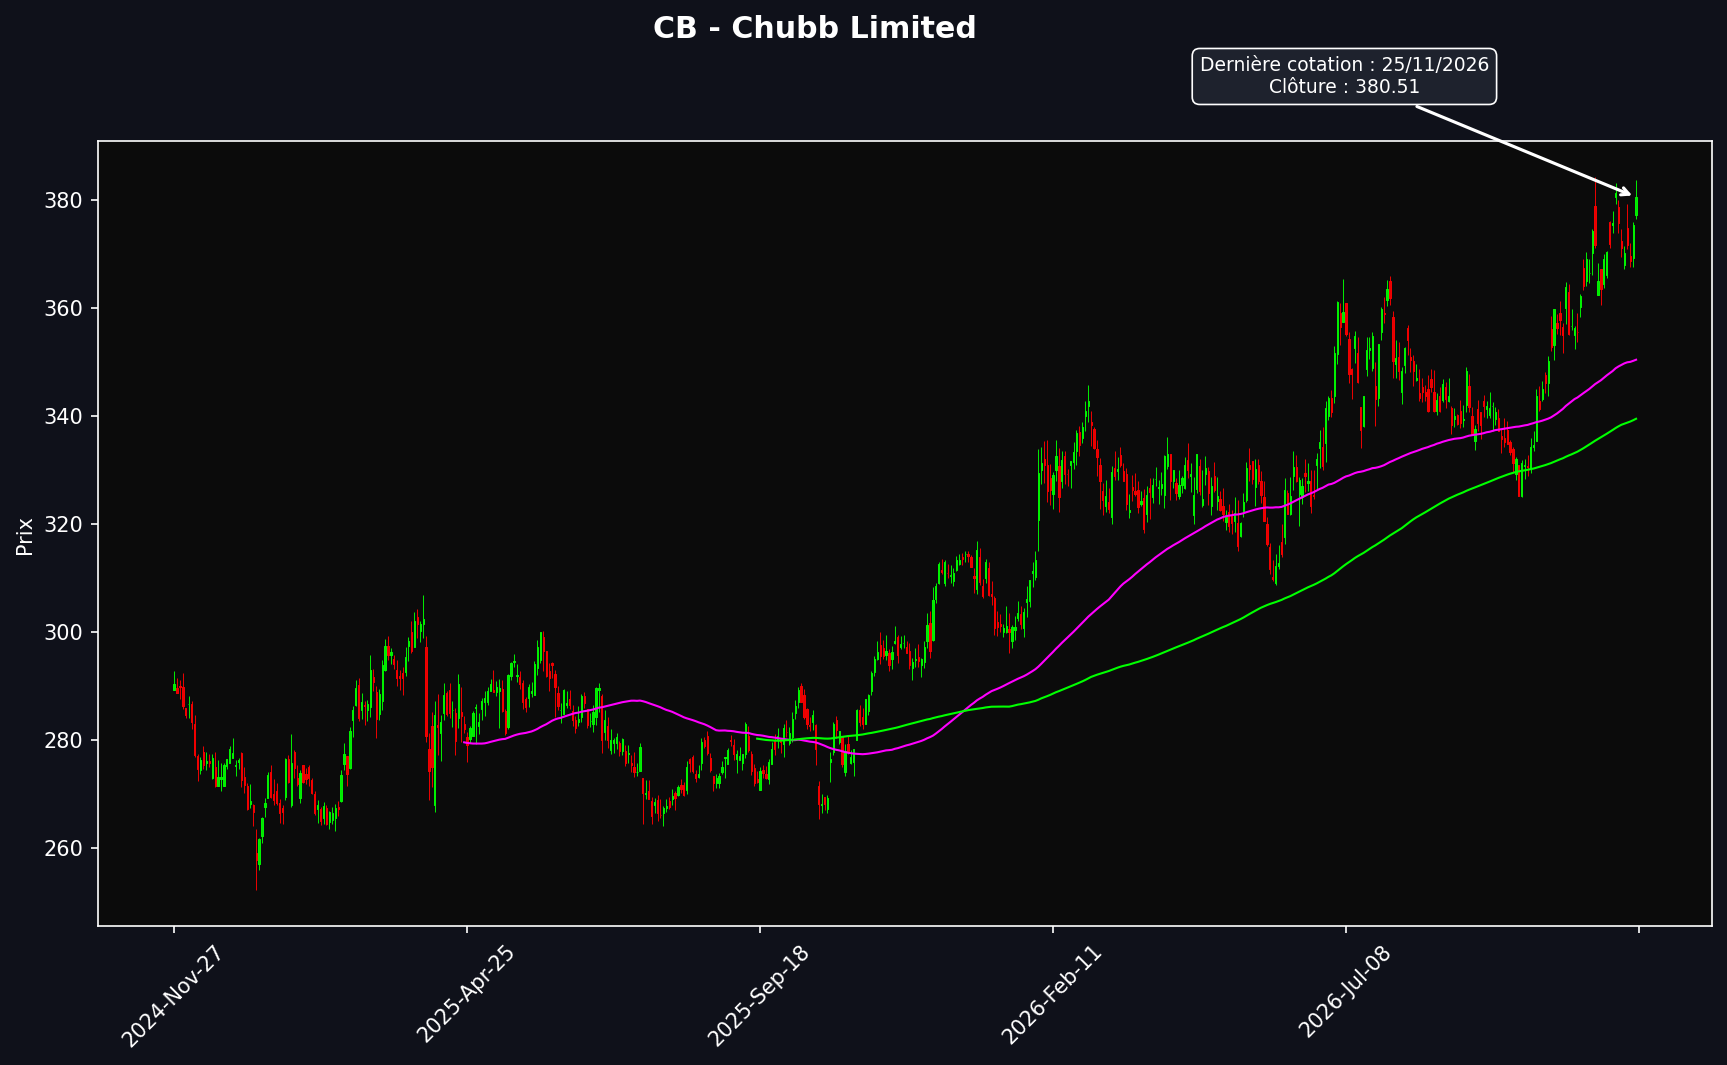 CB - Chubb Limited
Dernière cotation : 25/11/2026
Clôture : 380.51
Prix
380
360
340
320
300
280
260
2024-Nov-27
2025-Apr-25
2025-Sep-18
2026-Feb-11
2026-Jul-08